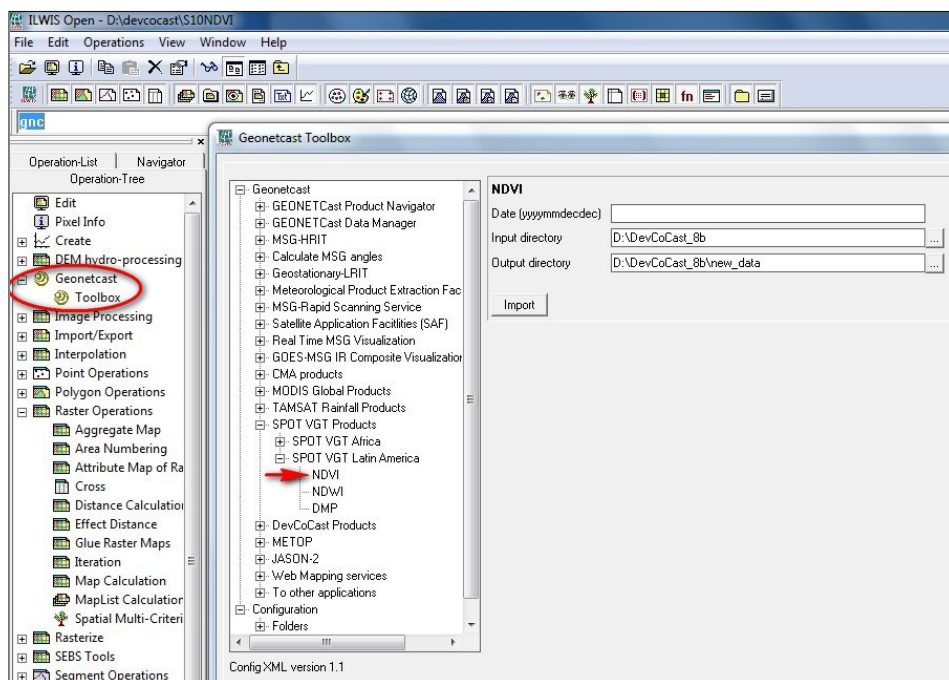 ILWIS Open - D:\devcocast\S10NDVI
File Edit Operations View Window Help
fn
gnc
Operation-List Navigator
Operation-Tree
Edit
Pixel Info
Create
DEM hydro-processing
Geonetcast
Toolbox
Image Processing
Import/Export
Interpolation
Point Operations
Polygon Operations
Raster Operations
Aggregate Map
Area Numbering
Attribute Map of Ra
Cross
Distance Calculation
Effect Distance
Glue Raster Maps
Iteration
Map Calculation
MapList Calculation
Spatial Multi-Criteri
Rasterize
SEBS Tools
Segment Operations
Geonetcast Toolbox
Geonetcast
GEONETCast Product Navigator
GEONETCast Data Manager
MSG-HRIT
Calculate MSG angles
Geostationary-LRIT
Meteorological Product Extraction Fac
MSG-Rapid Scanning Service
Satellite Application Facitlities (SAF)
Real Time MSG Visualization
GOES-MSG IR Composite Visualization
CMA products
MODIS Global Products
TAMSAT Rainfall Products
SPOT VGT Products
SPOT VGT Africa
SPOT VGT Latin America
NDVI
NDWI
DMP
DevCoCast Products
METOP
JASON-2
Web Mapping services
To other applications
Configuration
Folders
Config XML version 1.1
NDVI
Date (yyyymmdecdec)
Input directory D:\DevCoCast_8b ...
Output directory D:\DevCoCast_8b\new_data ...
Import